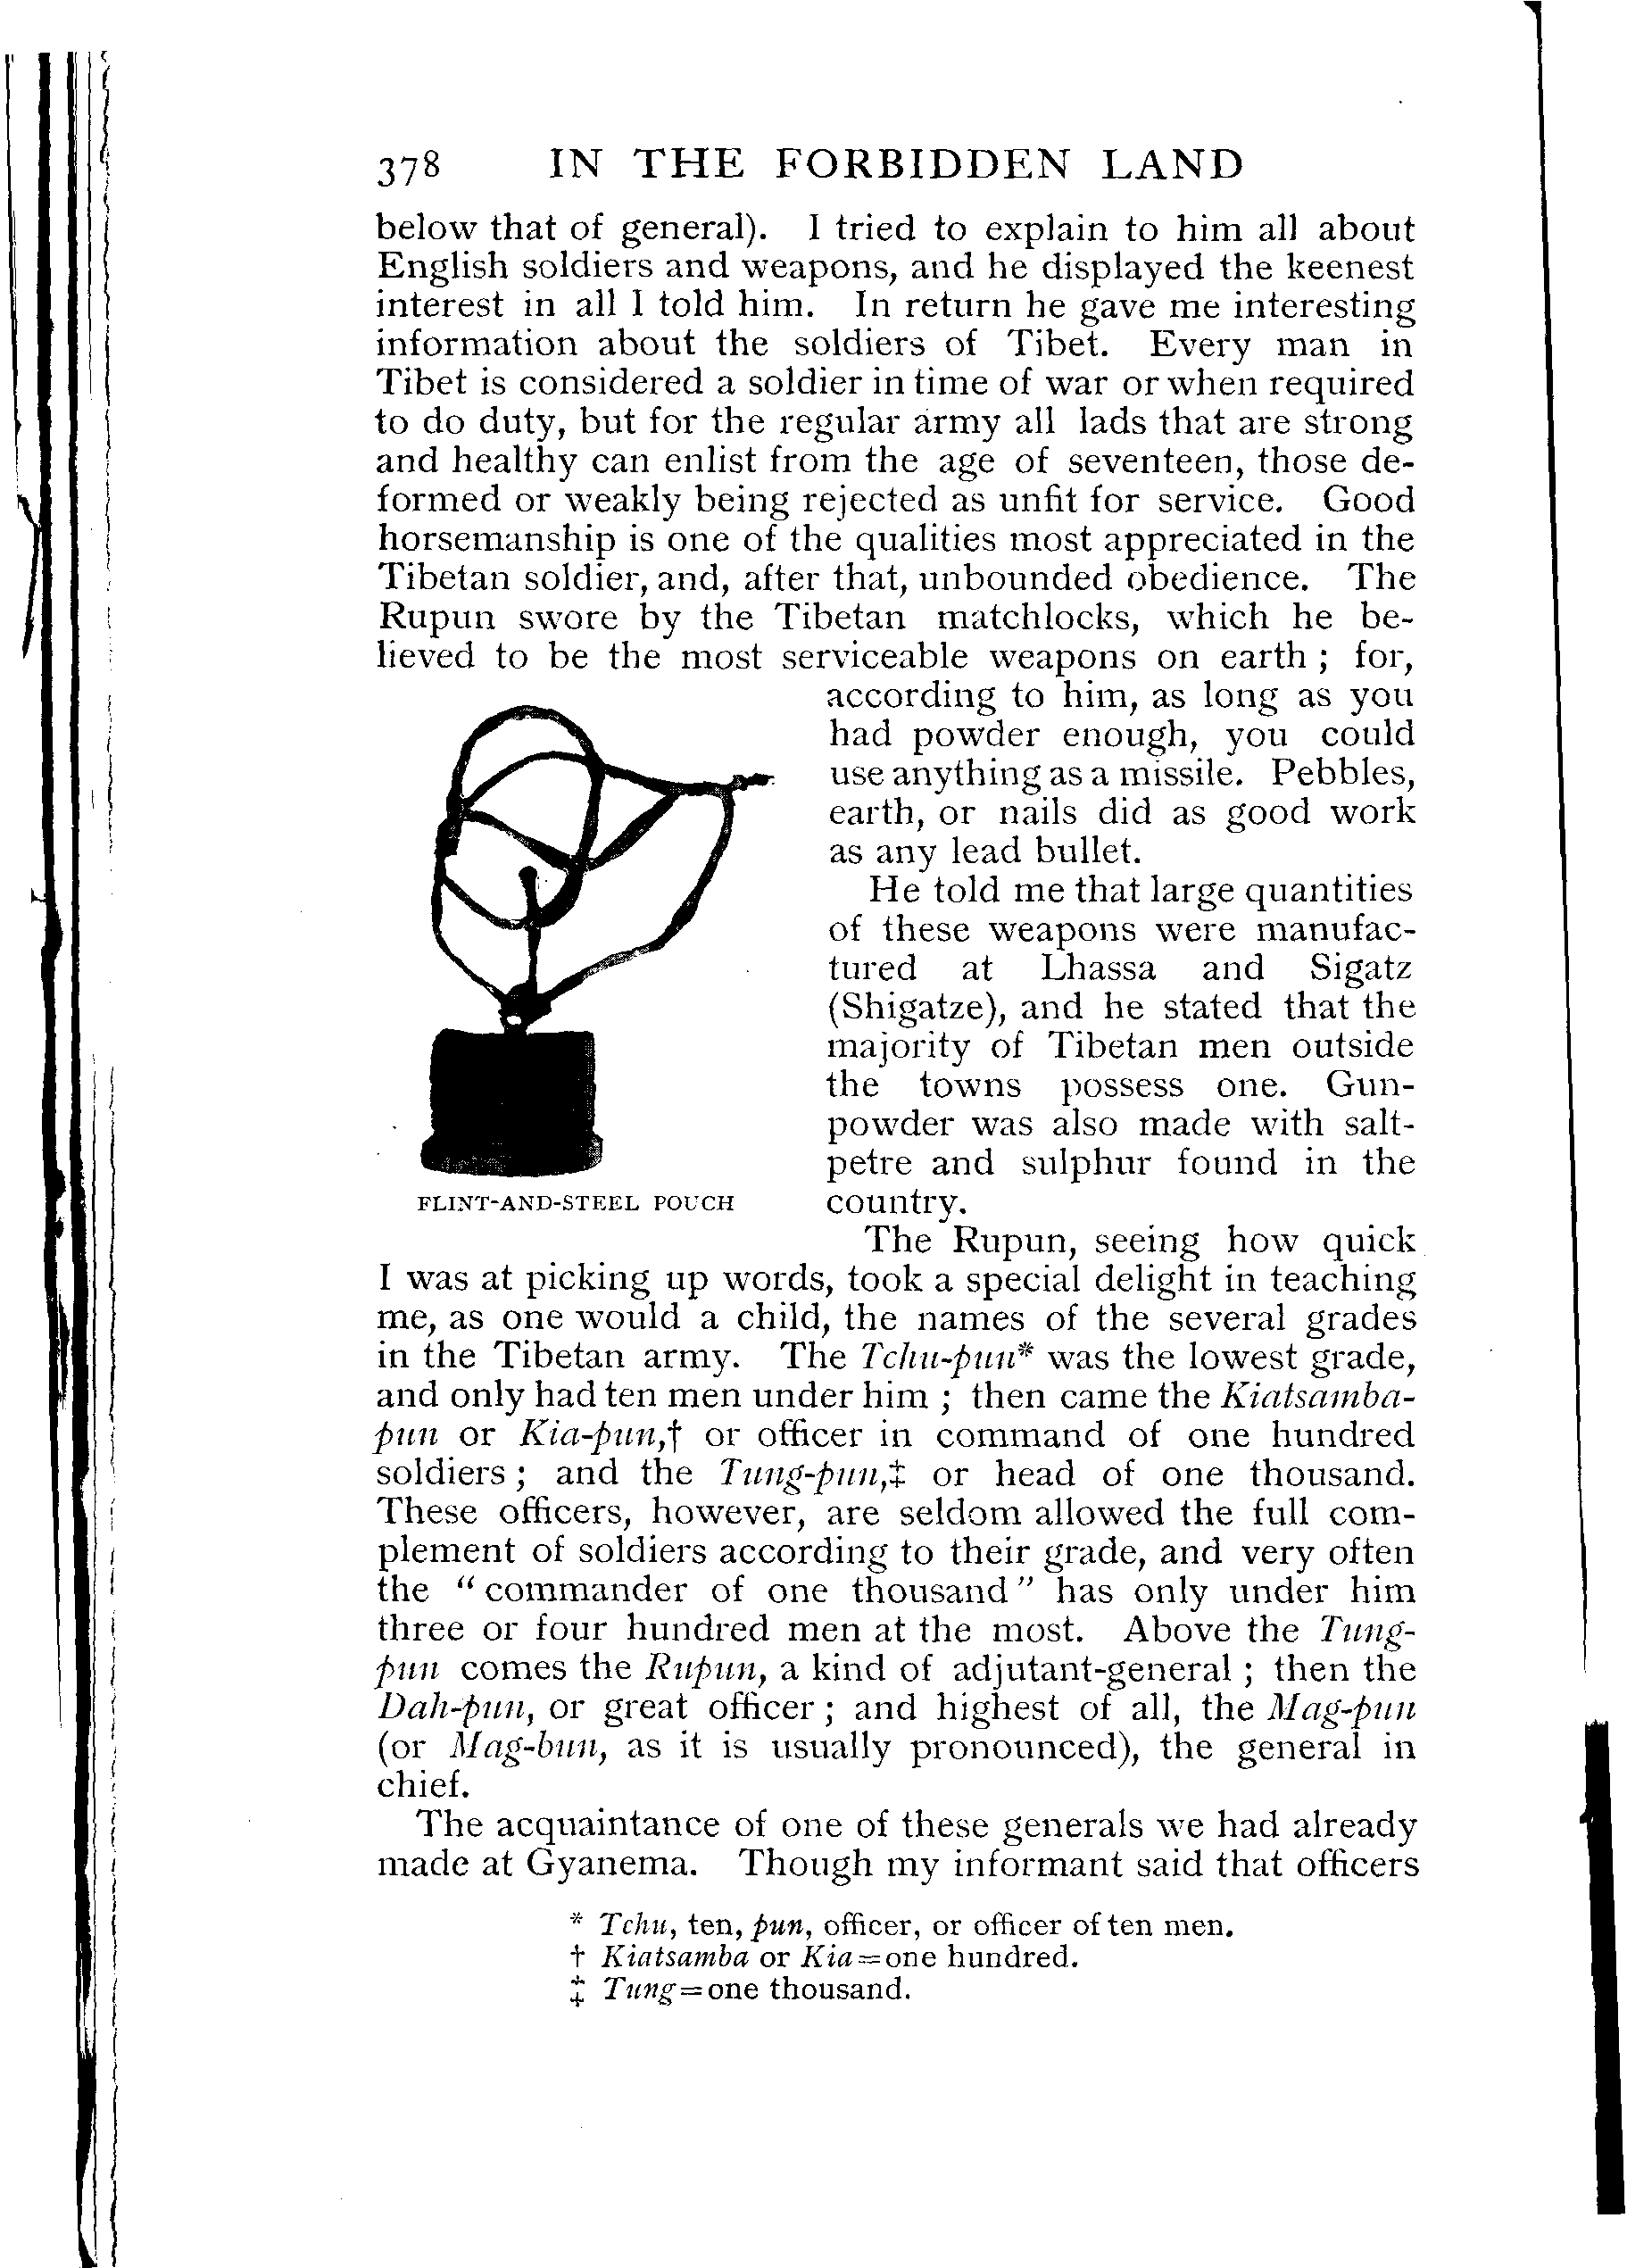 378 IN THE FORBIDDEN LAND
below that of general). I tried to explain to him all about
English soldiers and weapons, and he displayed the keenest
interest in all I told him. In return he gave me interesting
information about the soldiers of Tibet. Every man in
Tibet is considered a soldier in time of war or when required
to do duty, but for the regular army all lads that are strong
and healthy can enlist from the age of seventeen, those de-
formed or weakly being rejected as unfit for service. Good
horsemanship is one of the qualities most appreciated in the
Tibetan soldier, and, after that, unbounded obedience. The
Rupun swore by the Tibetan matchlocks, which he be-
lieved to be the most serviceable weapons on earth ; for,
according to him, as long as you
had powder enough, you could
use anything as a missile. Pebbles,
earth, or nails did as good work
as any lead bullet.
He told me that large quantities
of these weapons were manufac-
tured at Lhassa and Sigatz
(Shigatze), and he stated that the
majority of Tibetan men outside
the towns possess one. Gun-
powder was also made with salt-
petre and sulphur found in the
country.
FLINT-AND-STEEL POUCH
The Rupun, seeing how quick
I was at picking up words, took a special delight in teaching
me, as one would a child, the names of the several grades
in the Tibetan army. The Tchu-pun* was the lowest grade,
and only had ten men under him ; then came the Kiatsamba-
pun or Kia-pun,† or officer in command of one hundred
soldiers ; and the Tung-pun,‡ or head of one thousand.
These officers, however, are seldom allowed the full com-
plement of soldiers according to their grade, and very often
the “commander of one thousand” has only under him
three or four hundred men at the most. Above the Tung-
pun comes the Rupun, a kind of adjutant-general ; then the
Dah-pun, or great officer ; and highest of all, the Mag-pun
(or Mag-bun, as it is usually pronounced), the general in
chief.
The acquaintance of one of these generals we had already
made at Gyanema. Though my informant said that officers
* Tchu, ten, pun, officer, or officer of ten men.
† Kiatsamba or Kia=one hundred.
‡ Tung=one thousand.